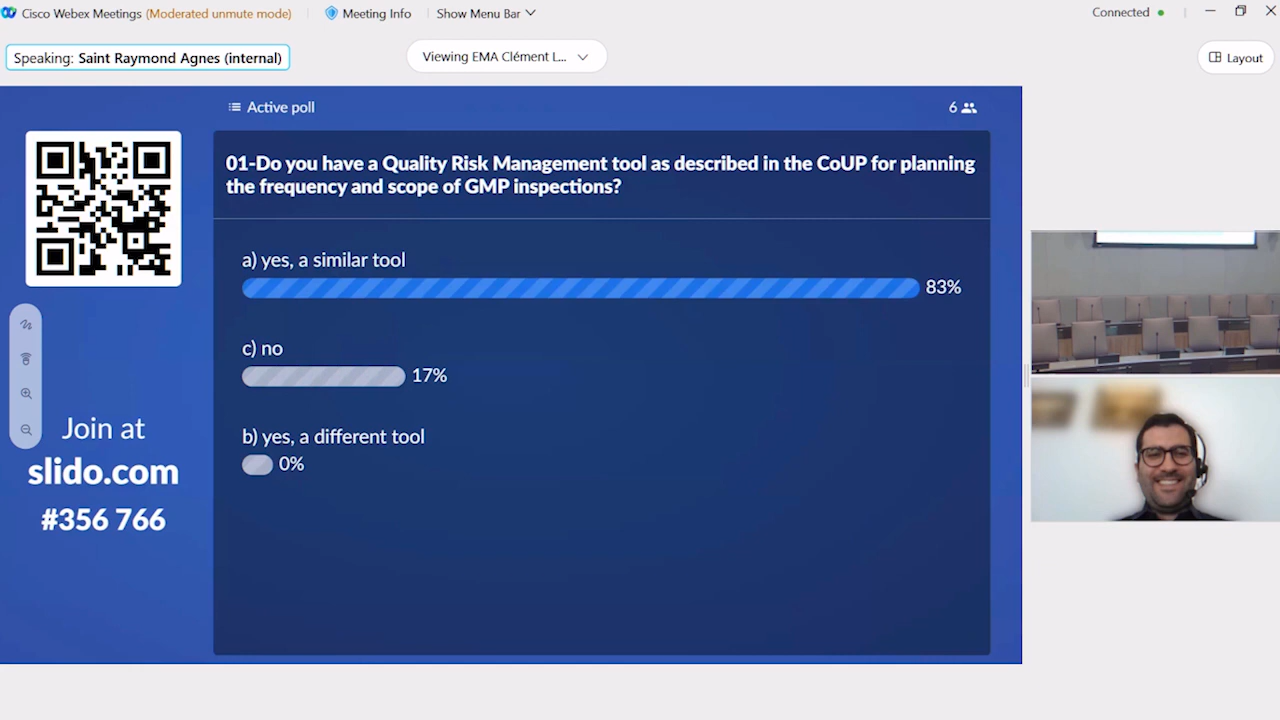 Cisco Webex Meetings (Moderated unmute mode)
Meeting Info
Show Menu Bar
Connected
Speaking: Saint Raymond Agnes (internal)
Viewing EMA Clément L...
Layout
Active poll
6
01-Do you have a Quality Risk Management tool as described in the CoUP for planning
the frequency and scope of GMP inspections?
a) yes, a similar tool
83%
c) no
17%
b) yes, a different tool
0%
Join at
slido.com
#356 766